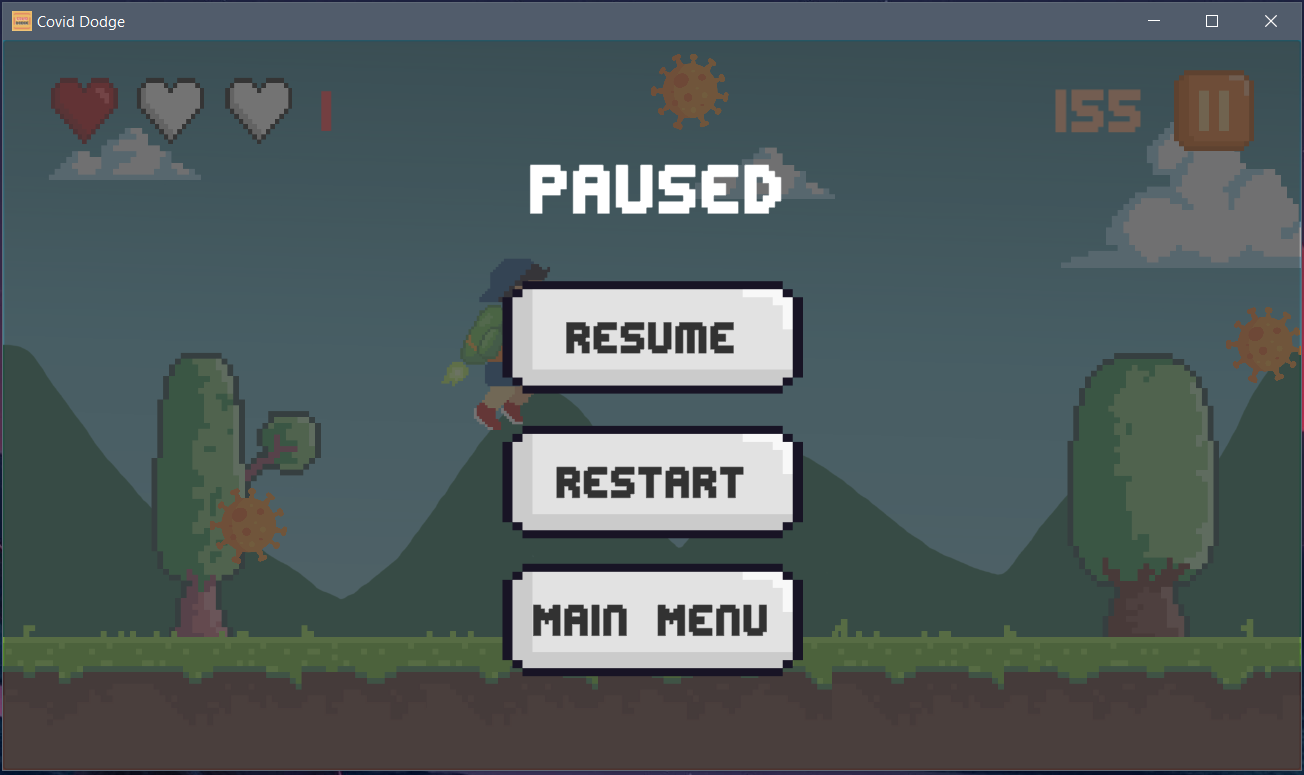 Covid Dodge
1 155
PAUSED
RESUME
RESTART
MAIN MENU